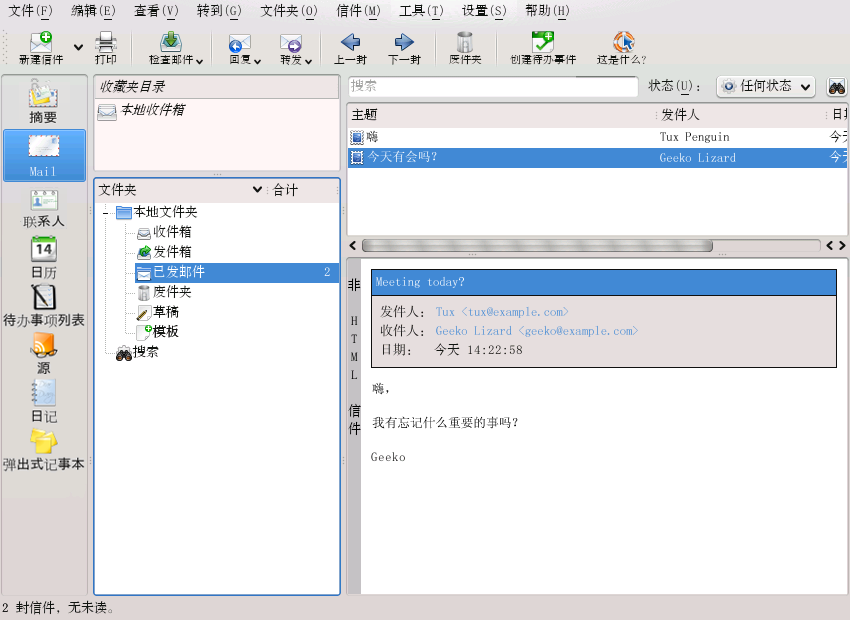 文件(F) 编辑(E) 查看(V) 转到(G) 文件夹(O) 信件(M) 工具(T) 设置(S) 帮助(H)
新建信件 打印 检查邮件 回复 转发 上一封 下一封 废件夹 创建待办事件 这是什么?
摘要
Mail
联系人
14
日历
待办事项列表
源
日记
弹出式记事本
收藏夹目录
本地收件箱
文件夹 合计
本地文件夹
收件箱
发件箱
已发邮件 2
废件夹
草稿
模板
搜索
搜索 状态(U): 任何状态
主题 发件人 日
嗨 Tux Penguin 今
今天有会吗? Geeko Lizard 今
非 HTML 信件
Meeting today?
发件人: Tux <tux@example.com>
收件人: Geeko Lizard <geeko@example.com>
日期: 今天 14:22:58
嗨,
我有忘记什么重要的事吗?
Geeko
2 封信件, 无未读。